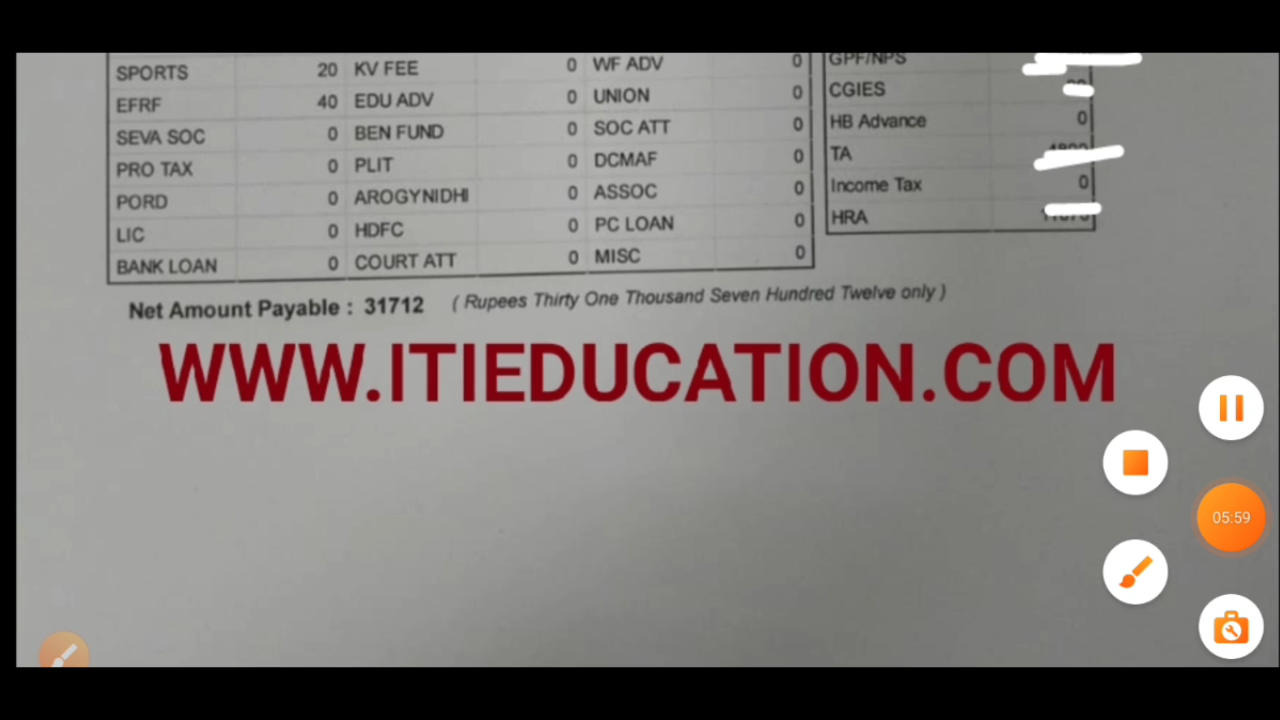 SPORTS 20 KV FEE 0 WF ADV 0 GPF/NPS
EFRF 40 EDU ADV 0 UNION 0 CGIES
SEVA SOC 0 BEN FUND 0 SOC ATT 0 HB Advance 0
PRO TAX 0 PLIT 0 DCMAF 0 TA
PORD 0 AROGYNIDHI 0 ASSOC 0 Income Tax 0
LIC 0 HDFC 0 PC LOAN 0 HRA
BANK LOAN 0 COURT ATT 0 MISC 0
Net Amount Payable : 31712 ( Rupees Thirty One Thousand Seven Hundred Twelve only )
WWW.ITIEDUCATION.COM
05:59